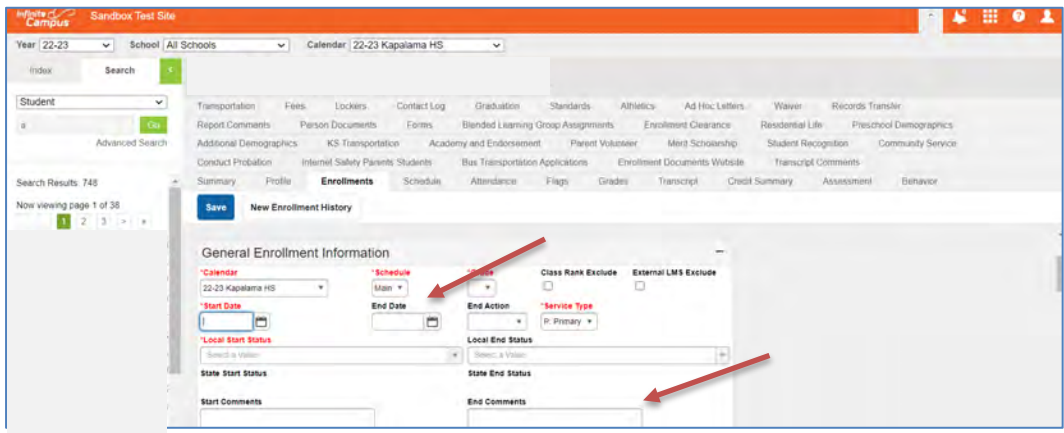 Infinite Campus Sandbox Test Site
Year 22-23 School All Schools Calendar 22-23 Kapalama HS
Index Search
Student
a Go
Advanced Search
Search Results: 748
Now viewing page 1 of 38
1 2 3 > »
Transportation Fees Lockers Contact Log Graduation Standards Athletics Ad Hoc Letters Waiver Records Transfer
Report Comments Person Documents Forms Blended Learning Group Assignments Enrollment Clearance Residential Life Preschool Demographics
Additional Demographics KS Transportation Academy and Endorsement Parent Volunteer Merit Scholarship Student Recognition Community Service
Conduct Probation Internet Safety Parents Students Bus Transportation Applications Enrollment Documents Website Transcript Comments
Summary Profile Enrollments Schedule Attendance Flags Grades Transcript Credit Summary Assessment Behavior
Save New Enrollment History
General Enrollment Information
*Calendar *Schedule Class Rank Exclude External LMS Exclude
22-23 Kapalama HS Main
*Start Date End Date End Action *Service Type
P: Primary
*Local Start Status Local End Status
Select a Value Select a Value
State Start Status State End Status
Start Comments End Comments